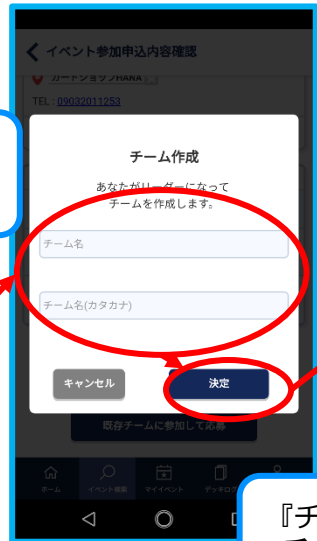 イベント参加申込内容確認
カードショップHANA
TEL : 09032011253
チーム作成
あなたがリーダーになって
チームを作成します。
チーム名
チーム名(カタカナ)
キャンセル
決定
既存チームに参加して応募
ホーム
イベント検索
マイイベント
デッキログ
『チ